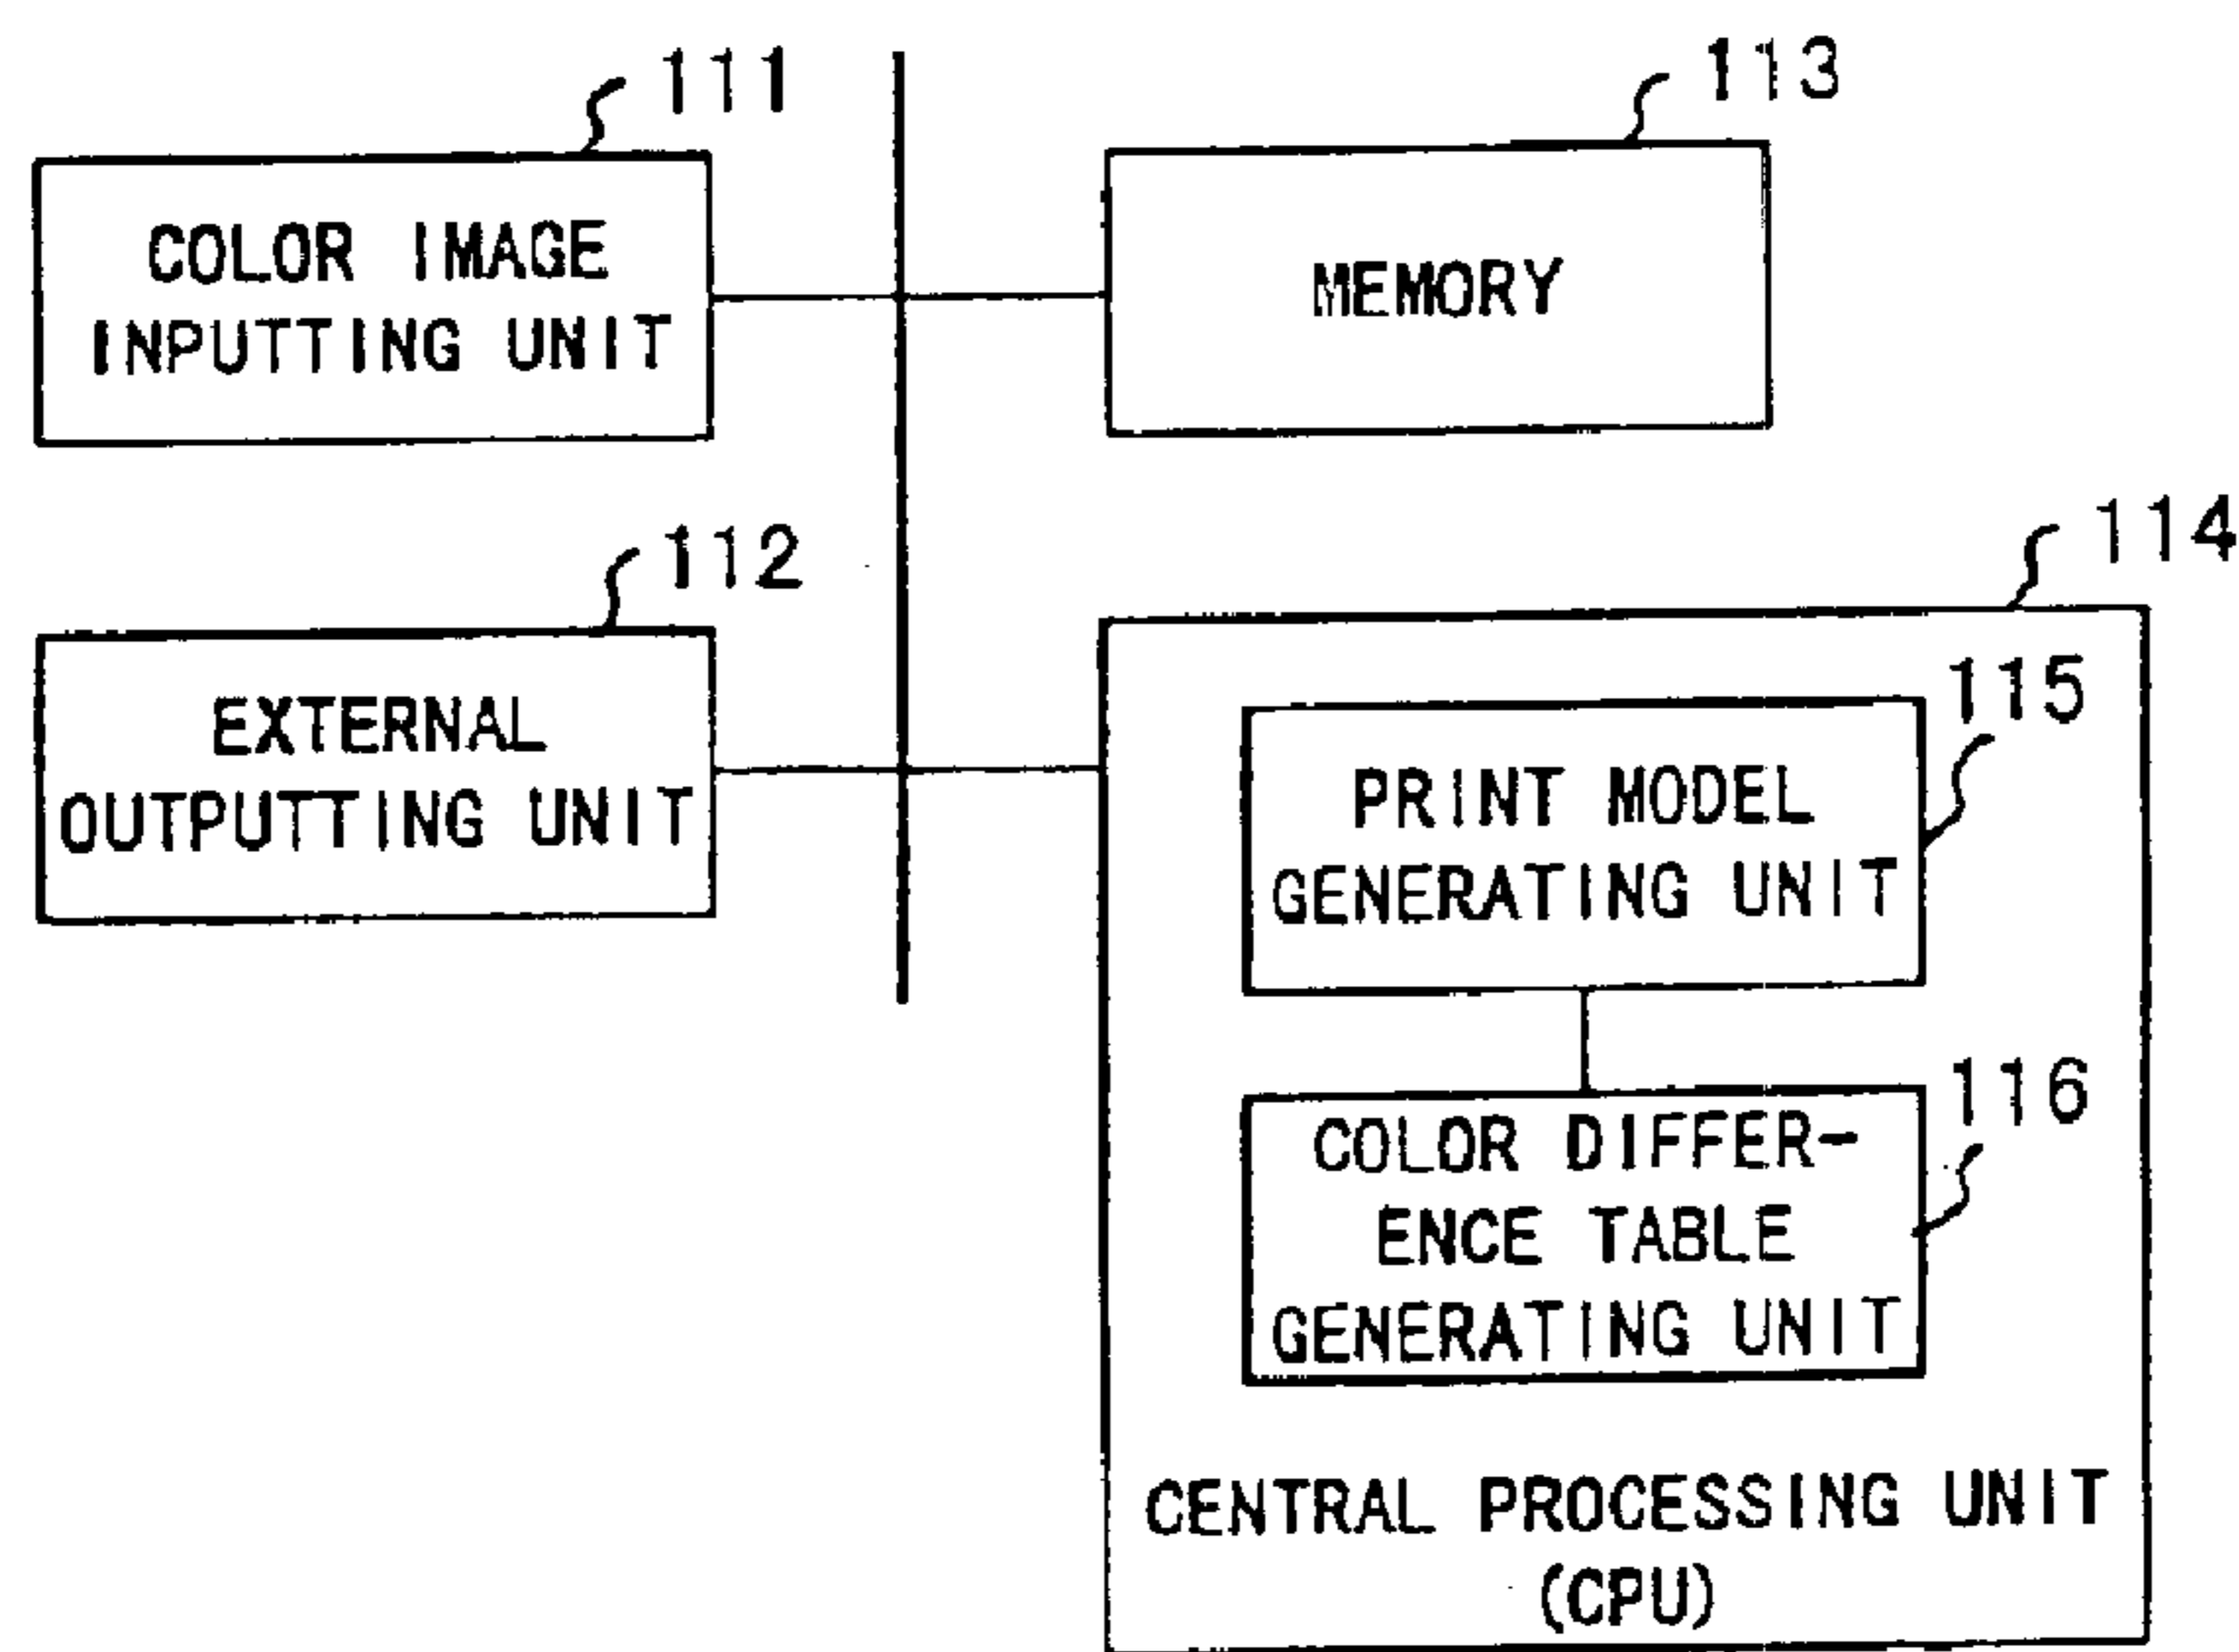 111
COLOR IMAGE
INPUTTING UNIT
113
MEMORY
112
EXTERNAL
OUTPUTTING UNIT
114
115
PRINT MODEL
GENERATING UNIT
116
COLOR DIFFER-
ENCE TABLE
GENERATING UNIT
CENTRAL PROCESSING UNIT
(CPU)